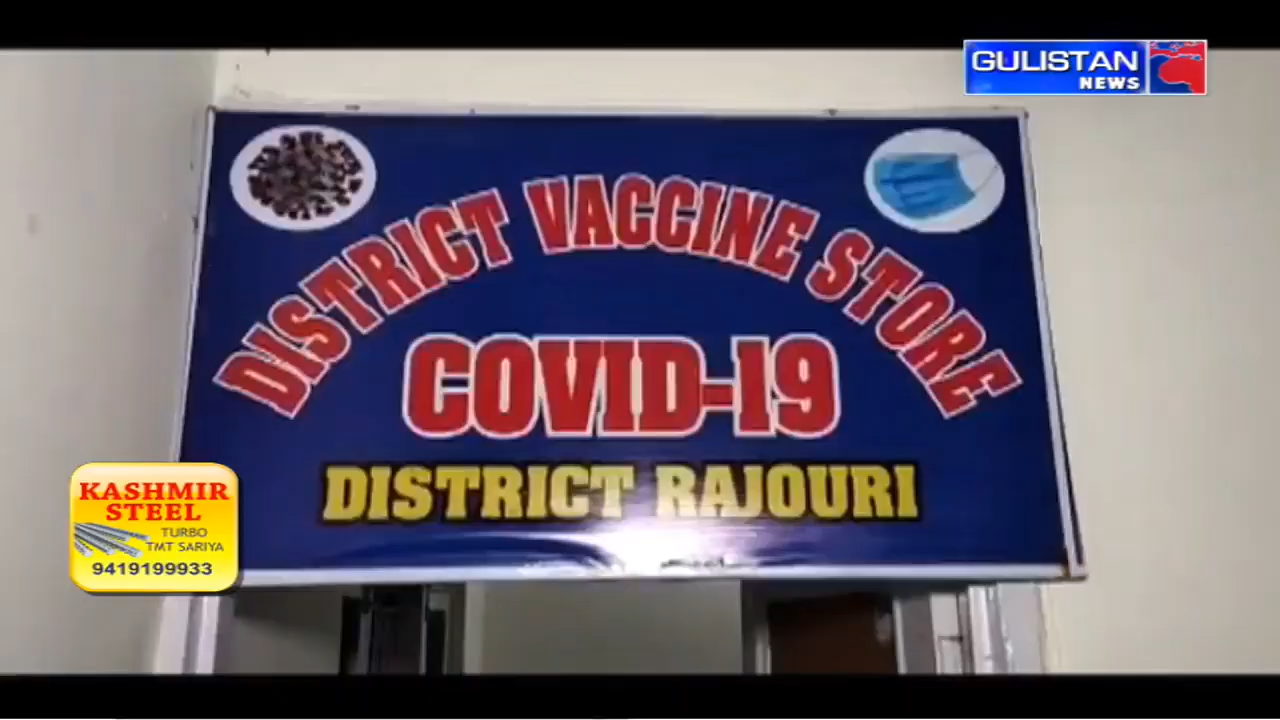 GULISTAN
NEWS
DISTRICT VACCINE STORE
COVID-19
DISTRICT RAJOURI
KASHMIR
STEEL
TURBO
TMT SARIYA
9419199933